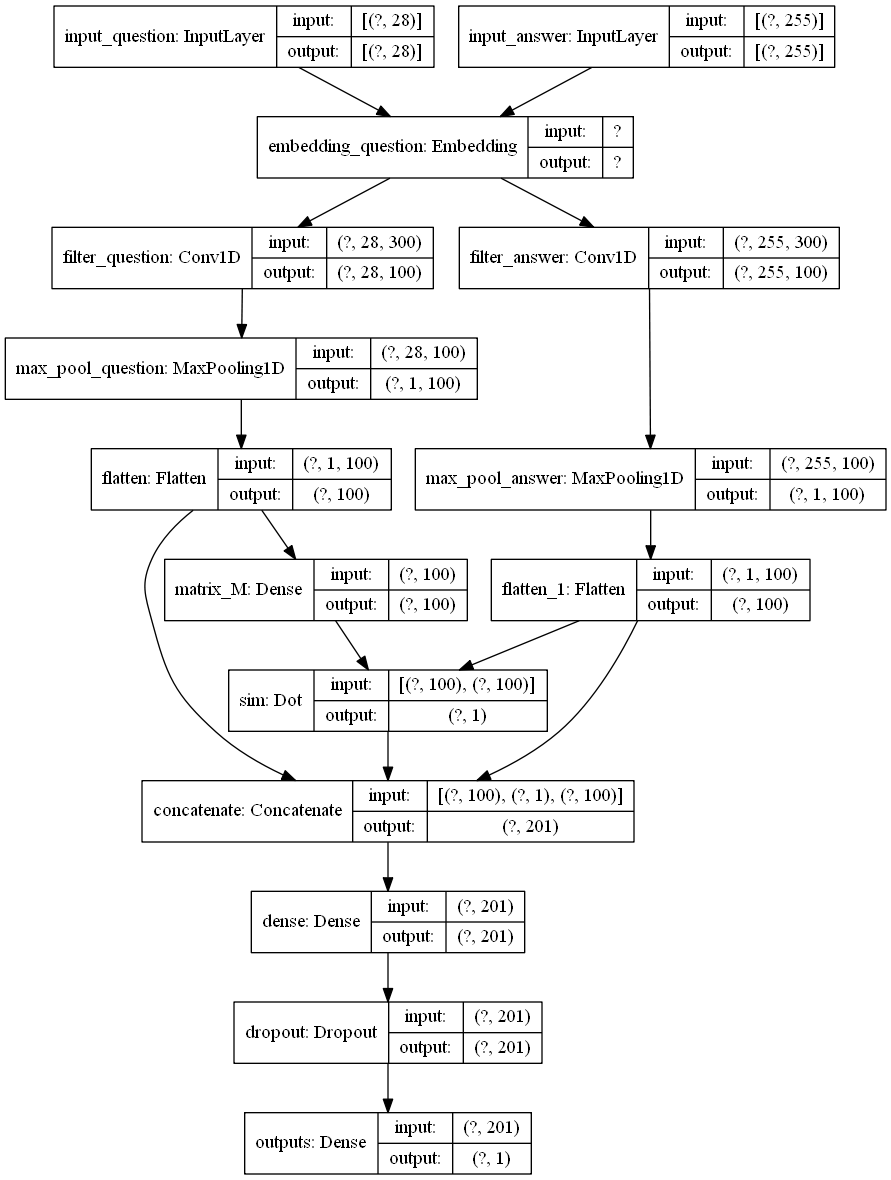 input_question: InputLayer
input: [(?, 28)]
output: [(?, 28)]
input_answer: InputLayer
input: [(?, 255)]
output: [(?, 255)]
embedding_question: Embedding
input: ?
output: ?
filter_question: Conv1D
input: (?, 28, 300)
output: (?, 28, 100)
filter_answer: Conv1D
input: (?, 255, 300)
output: (?, 255, 100)
max_pool_question: MaxPooling1D
input: (?, 28, 100)
output: (?, 1, 100)
flatten: Flatten
input: (?, 1, 100)
output: (?, 100)
max_pool_answer: MaxPooling1D
input: (?, 255, 100)
output: (?, 1, 100)
matrix_M: Dense
input: (?, 100)
output: (?, 100)
flatten_1: Flatten
input: (?, 1, 100)
output: (?, 100)
sim: Dot
input: [(?, 100), (?, 100)]
output: (?, 1)
concatenate: Concatenate
input: [(?, 100), (?, 1), (?, 100)]
output: (?, 201)
dense: Dense
input: (?, 201)
output: (?, 201)
dropout: Dropout
input: (?, 201)
output: (?, 201)
outputs: Dense
input: (?, 201)
output: (?, 1)